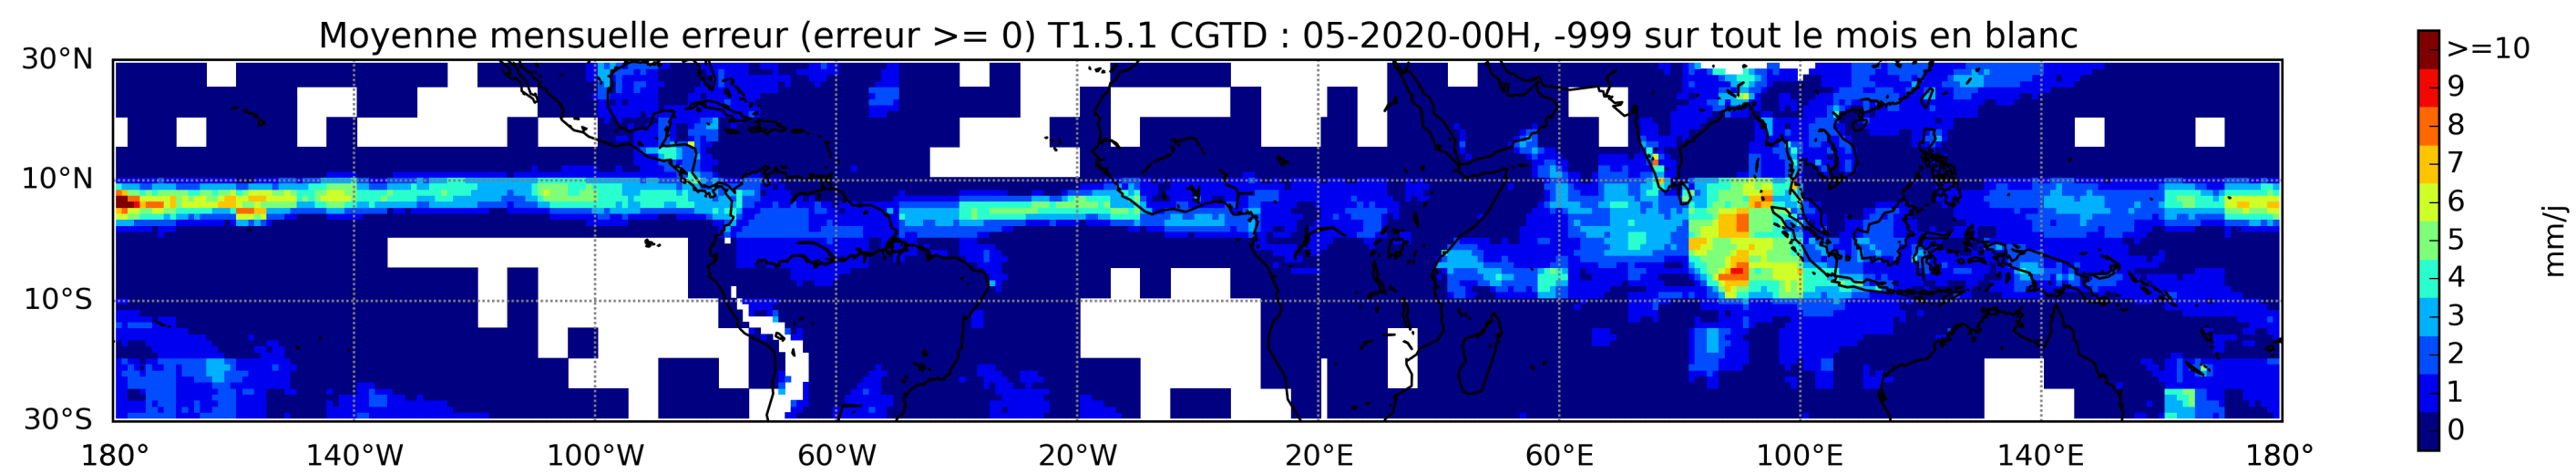 Moyenne mensuelle erreur (erreur >= 0) T1.5.1 CGTD : 05-2020-00H, -999 sur tout le mois en blanc
30°N
10°N
10°S
30°S
180° 140°W 100°W 60°W 20°W 20°E 60°E 100°E 140°E 180°
>=10
9
8
7
6
5
4
3
2
1
0
mm/j